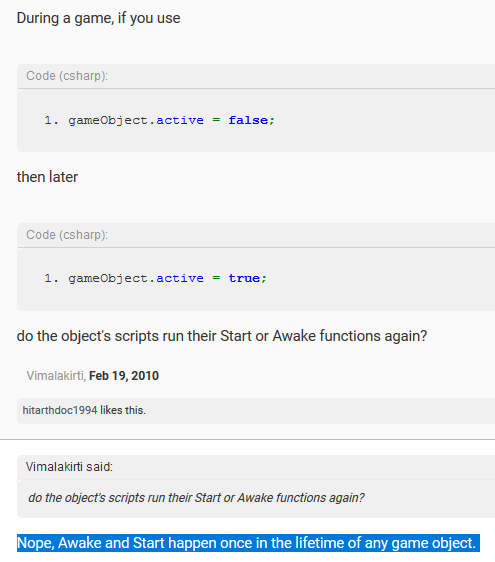 During a game, if you use
Code (csharp):
1. gameObject.active = false;
then later
Code (csharp):
1. gameObject.active = true;
do the object's scripts run their Start or Awake functions again?
Vimalakirti, Feb 19, 2010
hitarthdoc1994 likes this.
Vimalakirti said:
do the object's scripts run their Start or Awake functions again?
Nope, Awake and Start happen once in the lifetime of any game object.